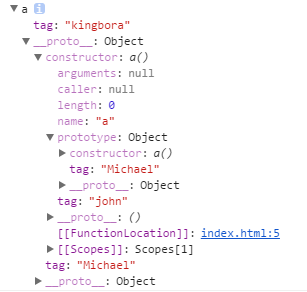 ▼ a i
tag: "kingbora"
▼ __proto__: Object
▼ constructor: a()
arguments: null
caller: null
length: 0
name: "a"
▼ prototype: Object
▶ constructor: a()
tag: "Michael"
▶ __proto__: Object
tag: "john"
▶ __proto__: ()
[[FunctionLocation]]: index.html:5
▶ [[Scopes]]: Scopes[1]
tag: "Michael"
▶ __proto__: Object